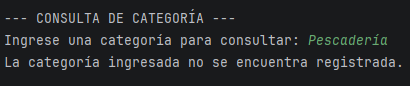 --- CONSULTA DE CATEGORÍA ---
Ingrese una categoría para consultar: Pescadería
La categoría ingresada no se encuentra registrada.